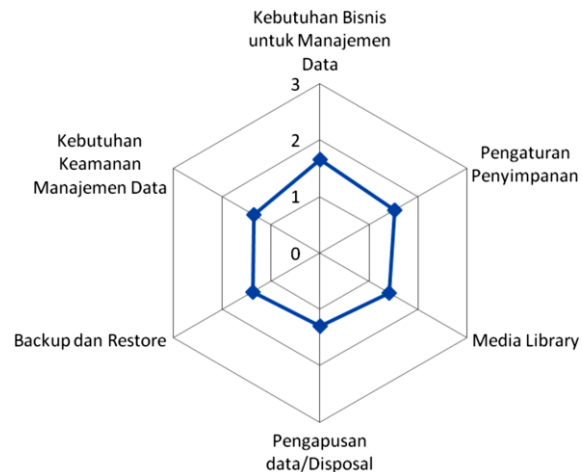 Kebutuhan Bisnis
untuk Manajemen
Data
3
Kebutuhan
Keamanan
Manajemen Data
2
Pengaturan
Penyimpanan
1
0
Backup dan Restore
Media Library
Pengapusan
data/Disposal